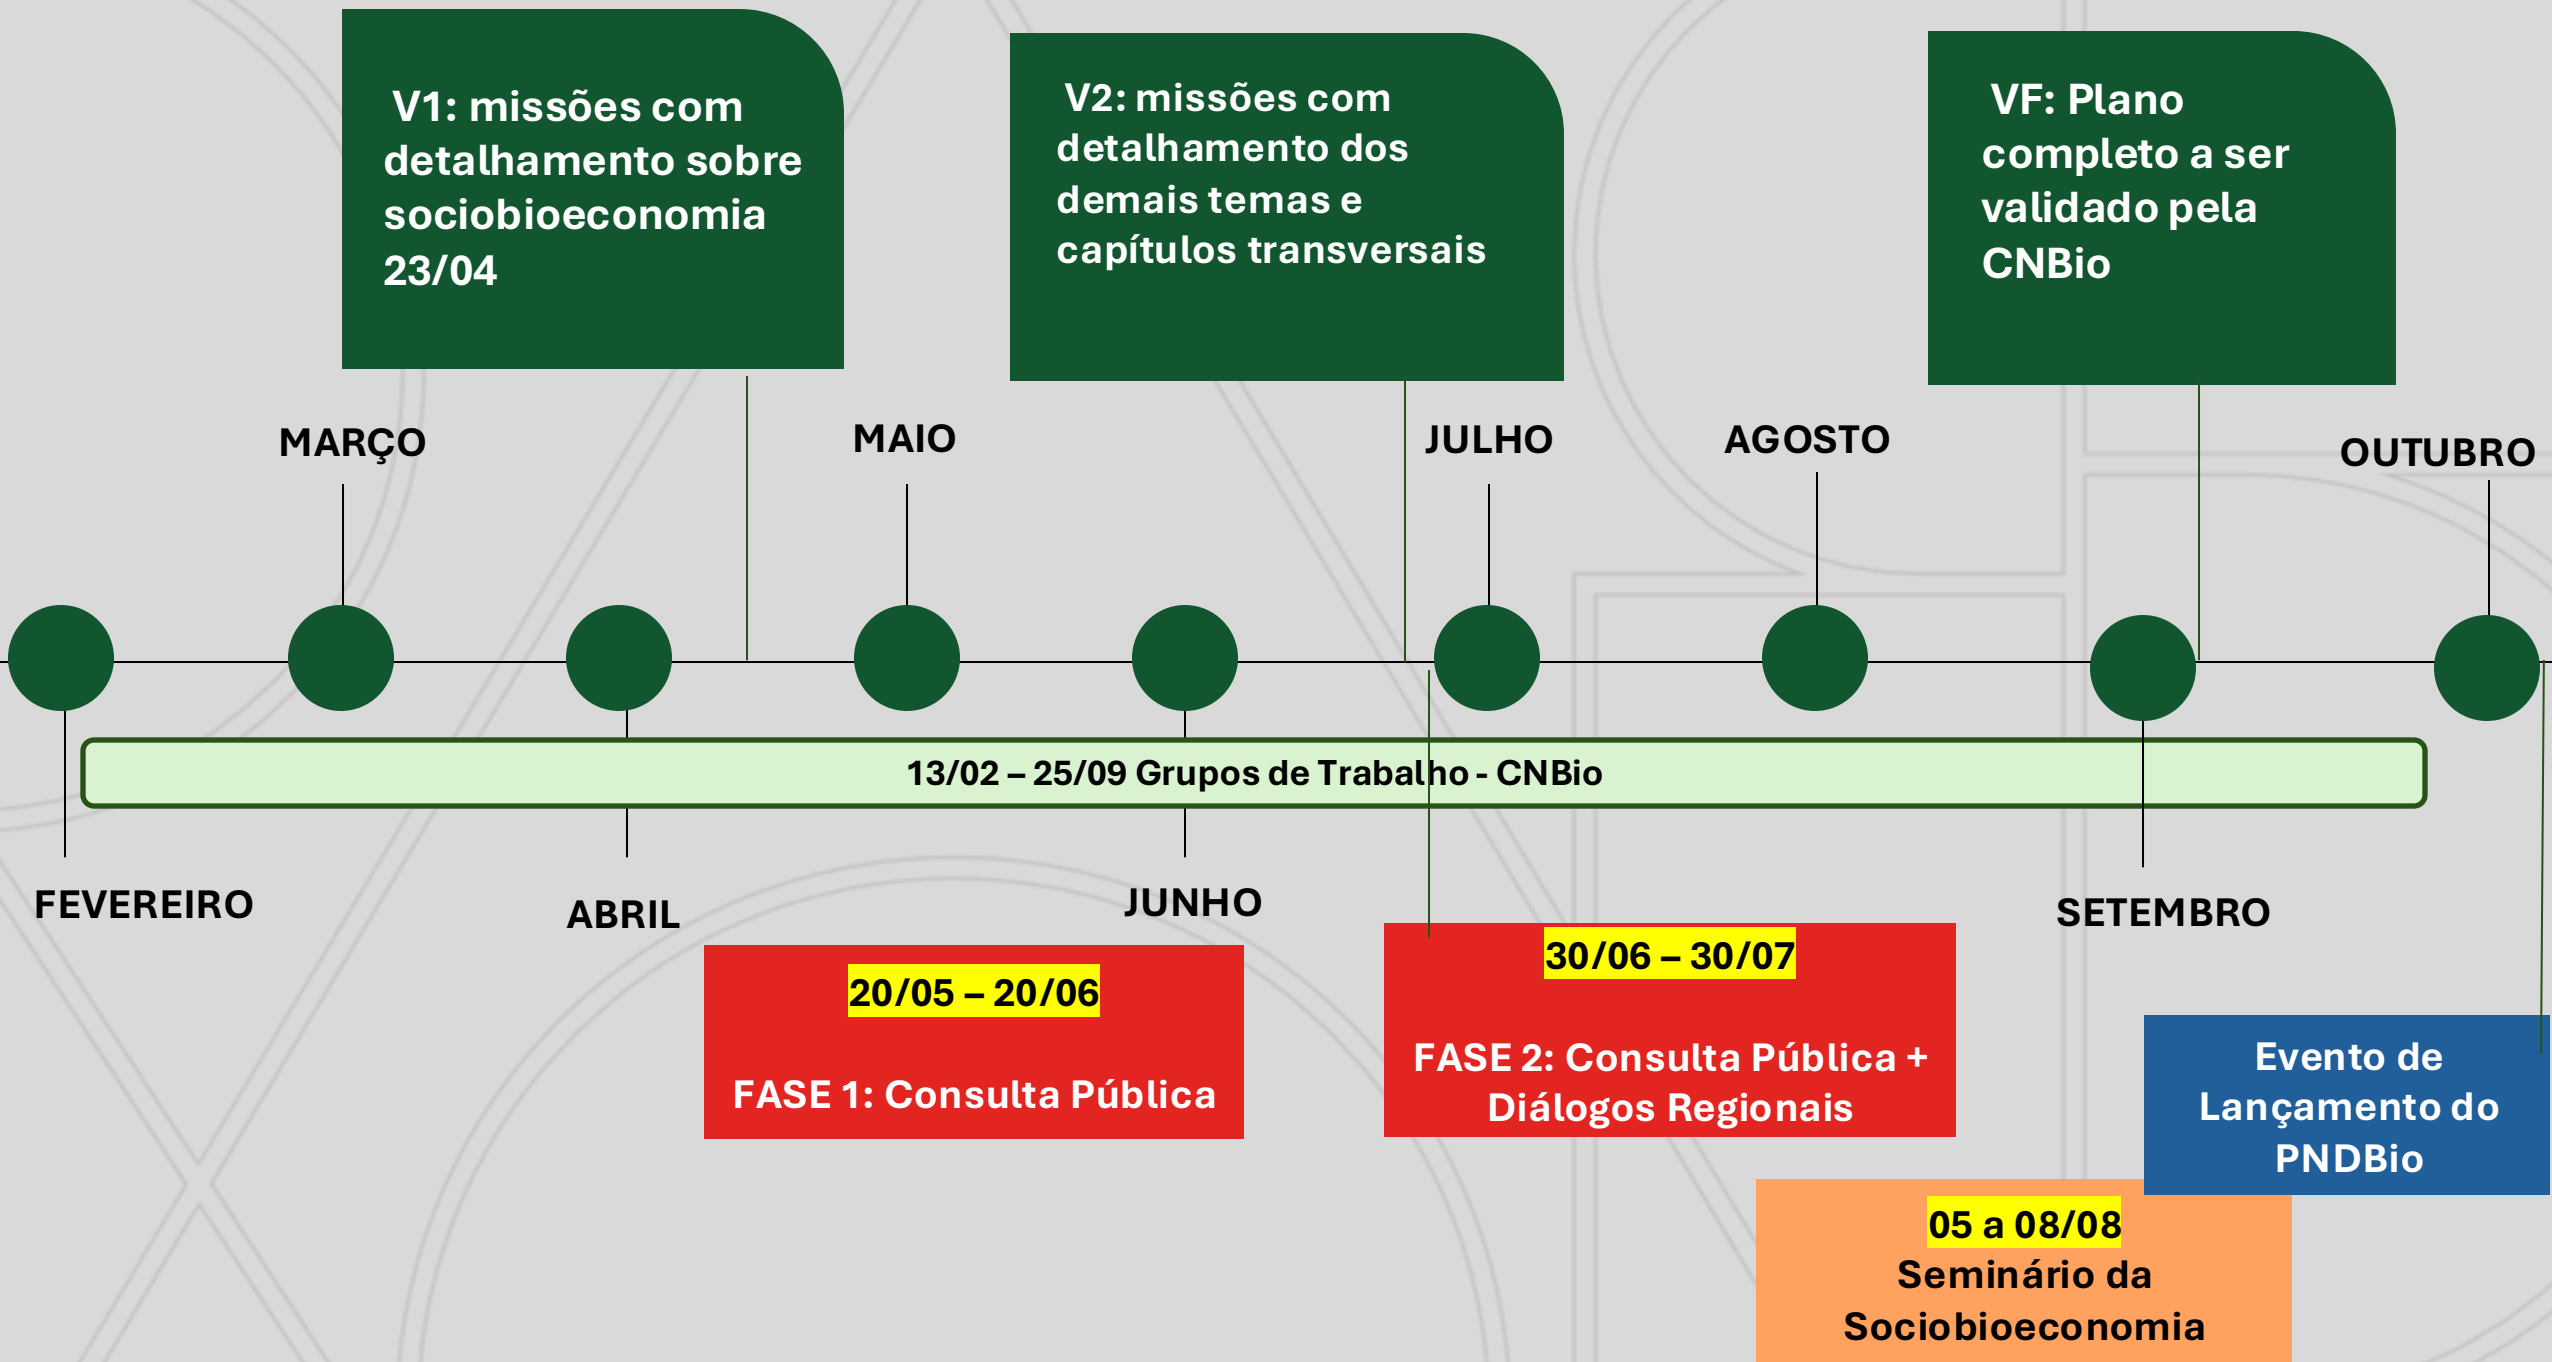 V1: missões com
detalhamento sobre
sociobioeconomia
23/04
V2: missões com
detalhamento dos
demais temas e
capítulos transversais
VF: Plano
completo a ser
validado pela
CNBio
MARÇO
MAIO
JULHO
AGOSTO
OUTUBRO
13/02 – 25/09 Grupos de Trabalho - CNBio
FEVEREIRO
ABRIL
JUNHO
SETEMBRO
20/05 – 20/06
FASE 1: Consulta Pública
30/06 – 30/07
FASE 2: Consulta Pública +
Diálogos Regionais
Evento de
Lançamento do
PNDBio
05 a 08/08
Seminário da
Sociobioeconomia